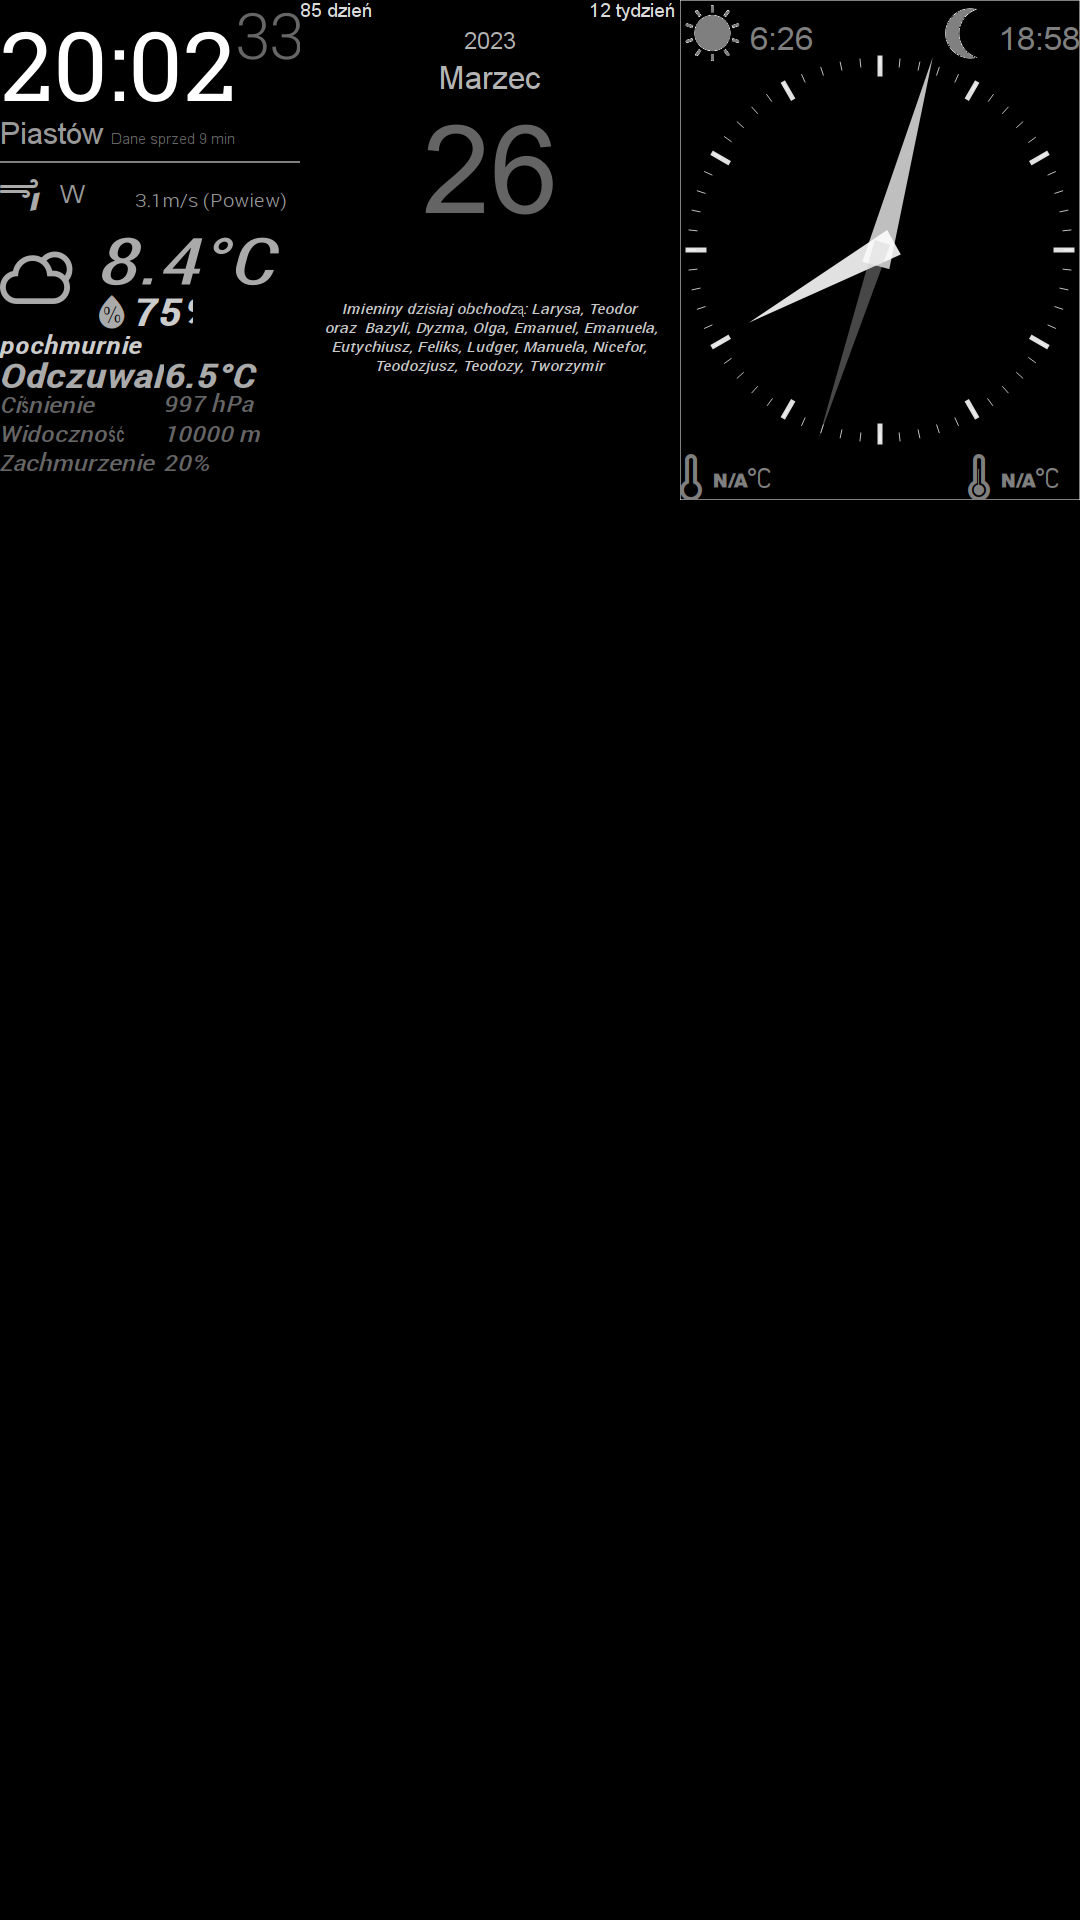 20:02 33
Piastów Dane sprzed 9 min
W 3.1m/s (Powiew)
8.4°C
% 75
pochmurnie
Odczuwal 6.5°C
Ciśnienie 997 hPa
Widoczność 10000 m
Zachmurzenie 20%
85 dzień 12 tydzień
2023
Marzec
26
Imieniny dzisiaj obchodzą: Larysa, Teodor
oraz Bazyli, Dyzma, Olga, Emanuel, Emanuela,
Eutychiusz, Feliks, Ludger, Manuela, Nicefor,
Teodozjusz, Teodozy, Tworzymir
6:26 18:58
N/A°C N/A°C